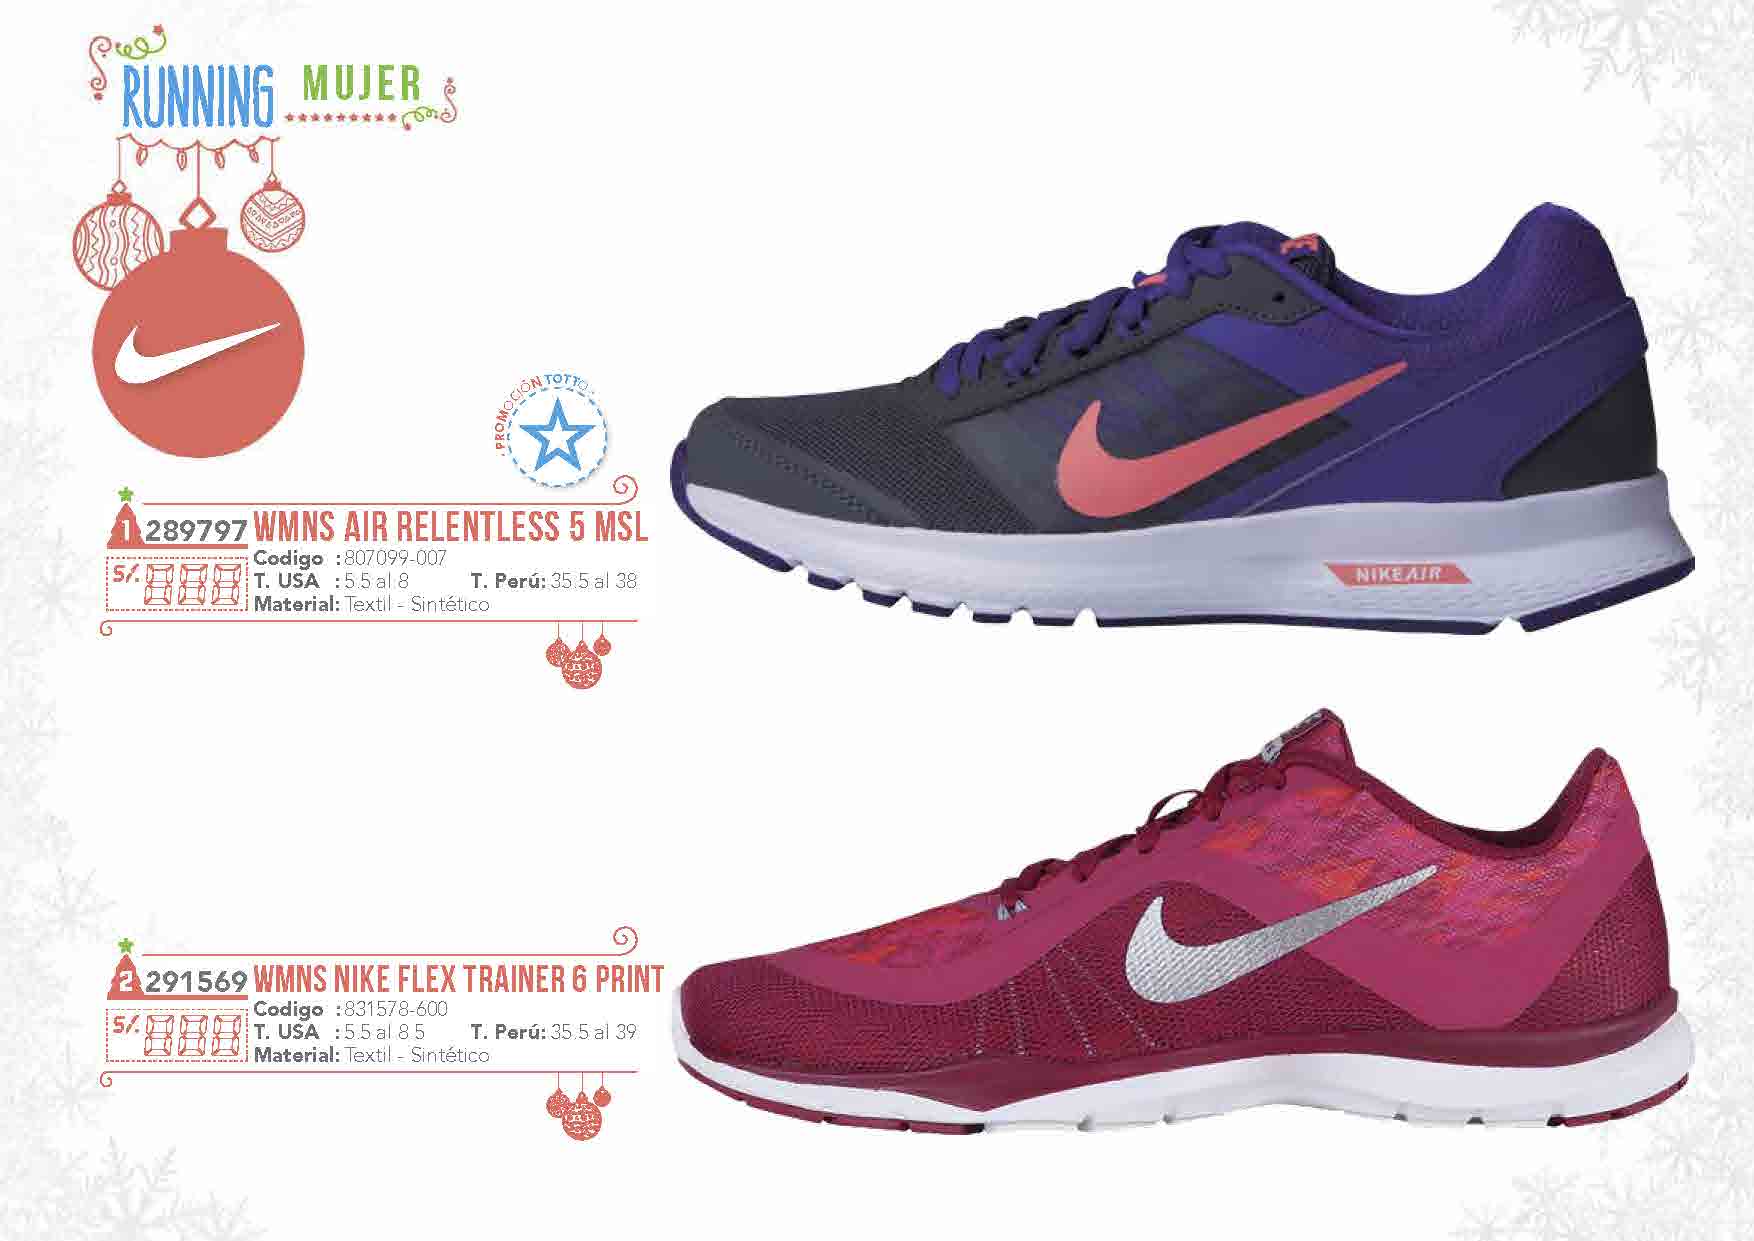 RUNNING MUJER
· PROMOCIÓN TOTTO ·
1 289797 WMNS AIR RELENTLESS 5 MSL
Codigo : 807099-007
S/. 888
T. USA : 5.5 al 8 T. Perú: 35.5 al 38
Material: Textil - Sintético
NIKE AIR
2 291569 WMNS NIKE FLEX TRAINER 6 PRINT
Codigo : 831578-600
S/. 888
T. USA : 5.5 al 8 5 T. Perú: 35.5 al 39
Material: Textil - Sintético